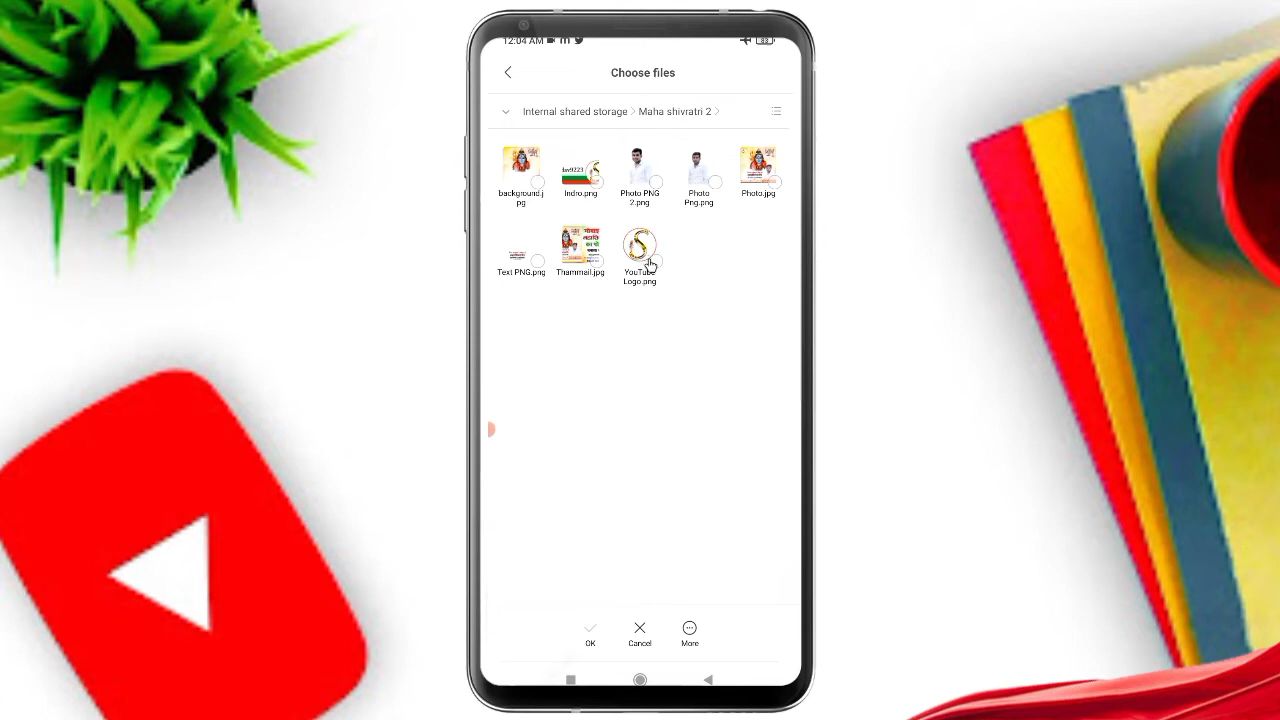 12:04 AM
33
Choose files
Internal shared storage
Maha shivratri 2
background.j
pg
Indro.png
Photo PNG
2.png
Photo
Png.png
Photo.jpg
Text PNG.png
Thammail.jpg
YouTube
Logo.png
OK
Cancel
More